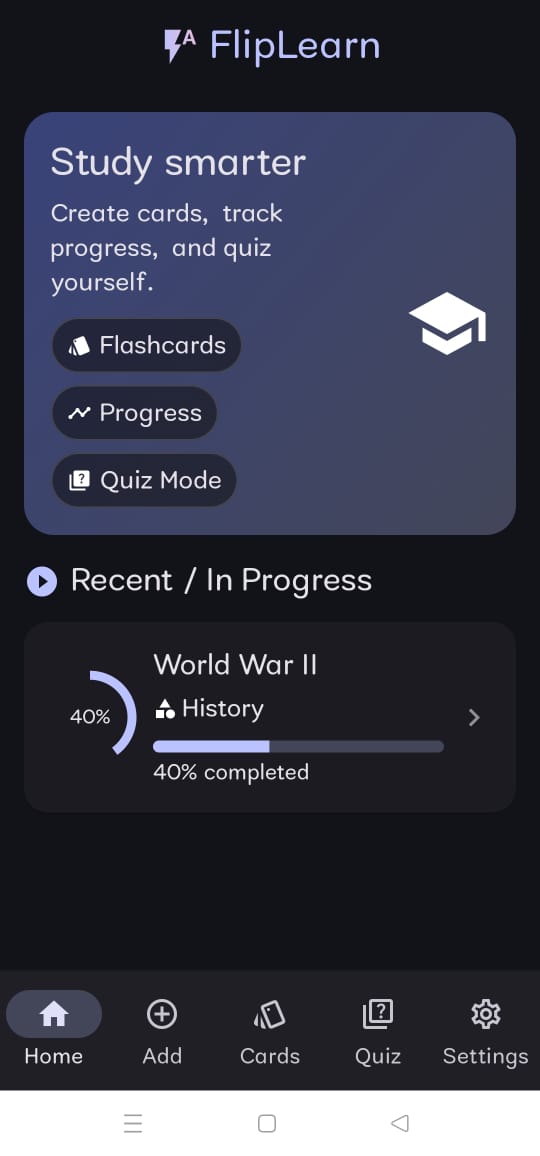 FlipLearn
Study smarter
Create cards, track
progress, and quiz
yourself.
Flashcards
Progress
Quiz Mode
Recent / In Progress
World War II
40%
History
40% completed
Home
Add
Cards
Quiz
Settings